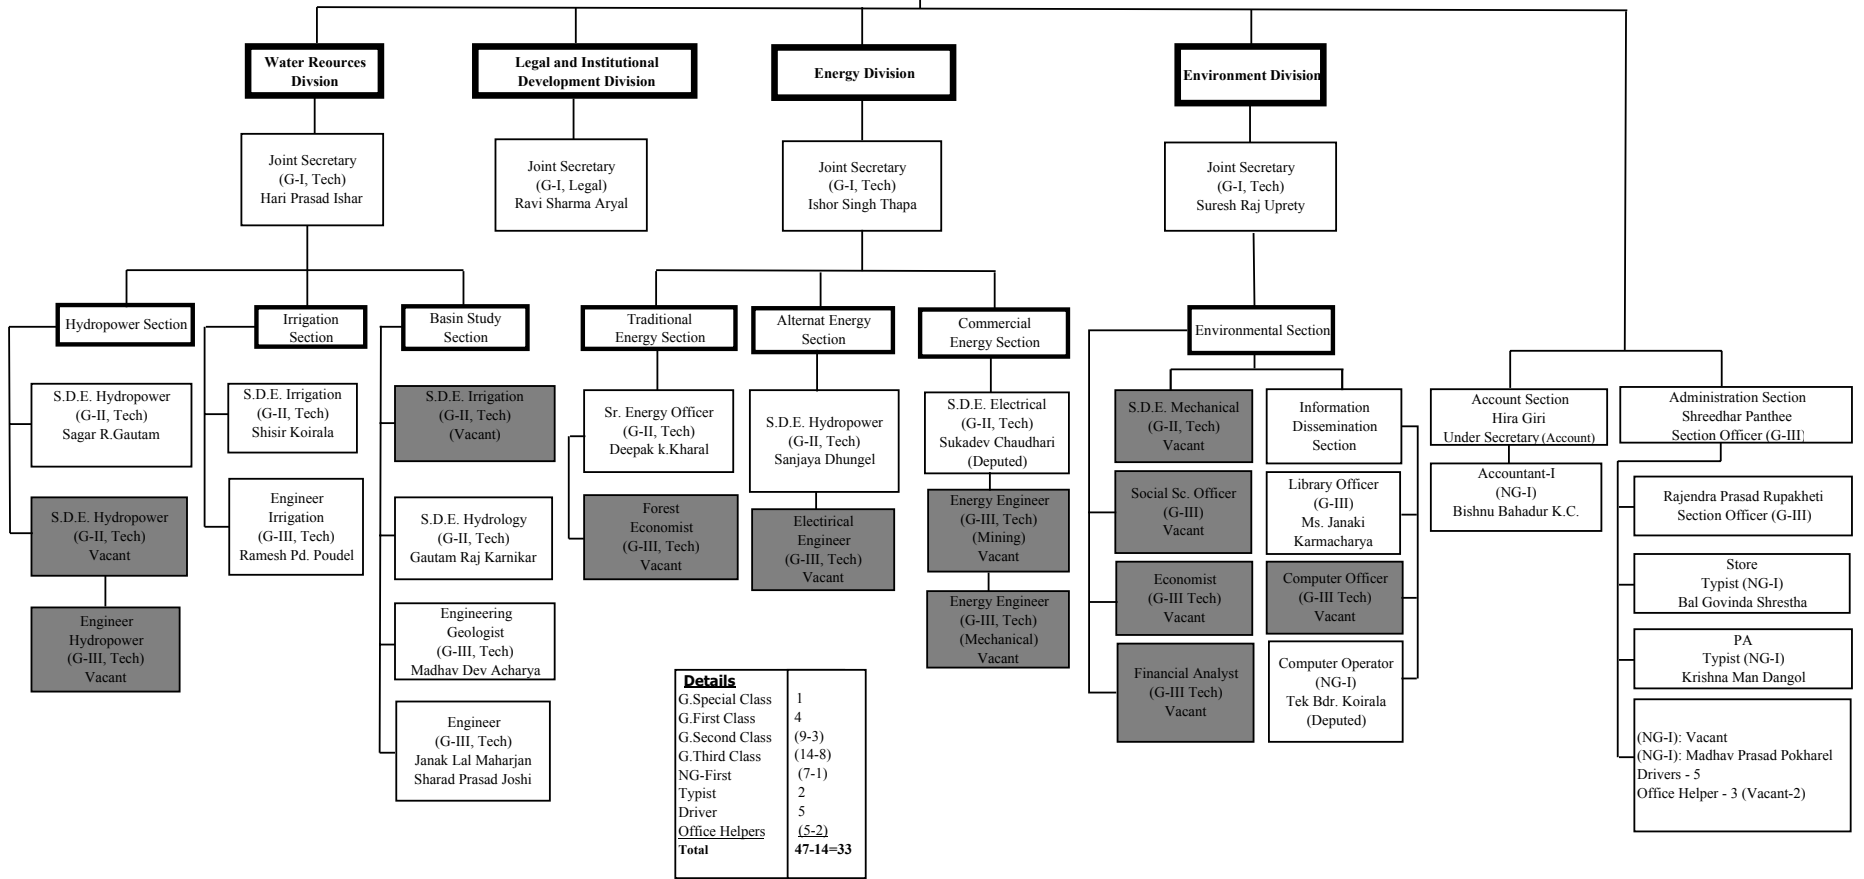 Water Reources
Divsion
Legal and Institutional
Development Division
Energy Division
Environment Division
Joint Secretary
(G-I, Tech)
Hari Prasad Ishar
Joint Secretary
(G-I, Legal)
Ravi Sharma Aryal
Joint Secretary
(G-I, Tech)
Ishor Singh Thapa
Joint Secretary
(G-I, Tech)
Suresh Raj Uprety
Hydropower Section
Irrigation
Section
Basin Study
Section
Traditional
Energy Section
Alternat Energy
Section
Commercial
Energy Section
Environmental Section
S.D.E. Hydropower
(G-II, Tech)
Sagar R.Gautam
S.D.E. Hydropower
(G-II, Tech)
Vacant
Engineer
Hydropower
(G-III, Tech)
Vacant
S.D.E. Irrigation
(G-II, Tech)
Shisir Koirala
Engineer
Irrigation
(G-III, Tech)
Ramesh Pd. Poudel
S.D.E. Irrigation
(G-II, Tech)
(Vacant)
S.D.E. Hydrology
(G-II, Tech)
Gautam Raj Karnikar
Engineering
Geologist
(G-III, Tech)
Madhav Dev Acharya
Engineer
(G-III, Tech)
Janak Lal Maharjan
Sharad Prasad Joshi
Sr. Energy Officer
(G-II, Tech)
Deepak k.Kharal
Forest
Economist
(G-III, Tech)
Vacant
S.D.E. Hydropower
(G-II, Tech)
Sanjaya Dhungel
Electirical
Engineer
(G-III, Tech)
Vacant
S.D.E. Electrical
(G-II, Tech)
Sukadev Chaudhari
(Deputed)
Energy Engineer
(G-III, Tech)
(Mining)
Vacant
Energy Engineer
(G-III, Tech)
(Mechanical)
Vacant
S.D.E. Mechanical
(G-II, Tech)
Vacant
Social Sc. Officer
(G-III)
Vacant
Economist
(G-III Tech)
Vacant
Financial Analyst
(G-III Tech)
Vacant
Information
Dissemination
Section
Library Officer
(G-III)
Ms. Janaki
Karmacharya
Computer Officer
(G-III Tech)
Vacant
Computer Operator
(NG-I)
Tek Bdr. Koirala
(Deputed)
Account Section
Hira Giri
Under Secretary (Account)
Accountant-I
(NG-I)
Bishnu Bahadur K.C.
Administration Section
Shreedhar Panthee
Section Officer (G-III)
Rajendra Prasad Rupakheti
Section Officer (G-III)
Store
Typist (NG-I)
Bal Govinda Shrestha
PA
Typist (NG-I)
Krishna Man Dangol
(NG-I): Vacant
(NG-I): Madhav Prasad Pokharel
Drivers - 5
Office Helper - 3 (Vacant-2)
Details
G.Special Class 1
G.First Class 4
G.Second Class (9-3)
G.Third Class (14-8)
NG-First (7-1)
Typist 2
Driver 5
Office Helpers (5-2)
Total 47-14=33